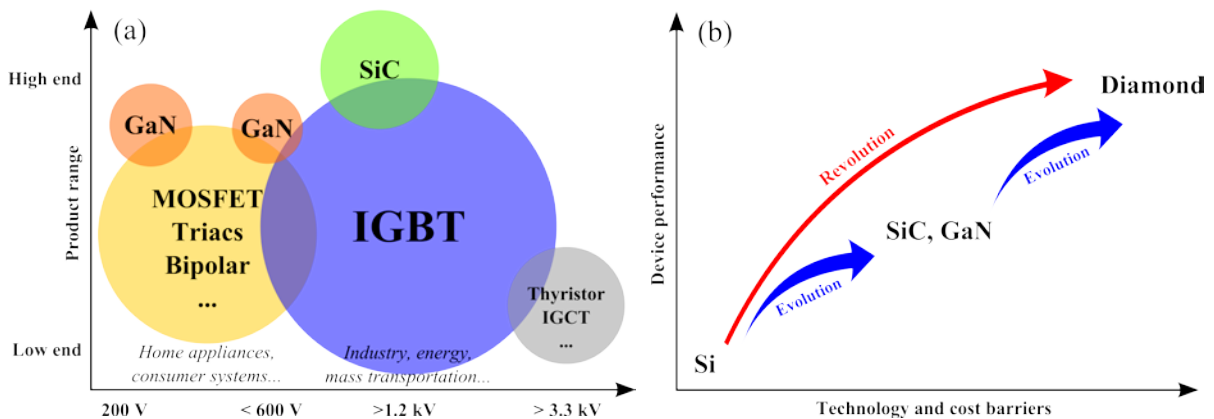 (a)
Product range
High end
Low end
GaN
GaN
SiC
MOSFET
Triacs
Bipolar
...
IGBT
Thyristor
IGCT
...
Home appliances,
consumer systems...
Industry, energy,
mass transportation...
200 V
< 600 V
>1.2 kV
> 3.3 kV
(b)
Device performance
Diamond
Revolution
Evolution
SiC, GaN
Evolution
Si
Technology and cost barriers